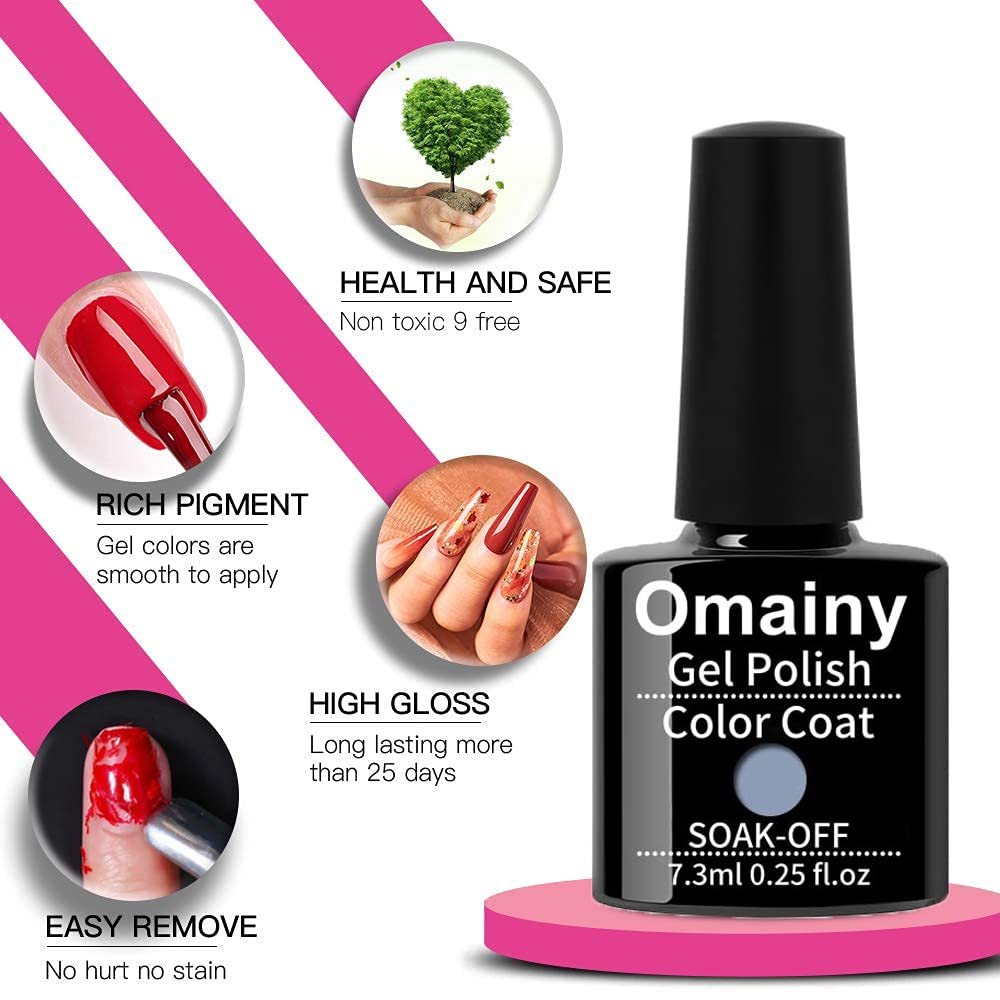 HEALTH AND SAFE
Non toxic 9 free
RICH PIGMENT
Gel colors are
smooth to apply
HIGH GLOSS
Long lasting more
than 25 days
EASY REMOVE
No hurt no stain
Omainy
Gel Polish
Color Coat
SOAK-OFF
7.3ml 0.25 fl.oz